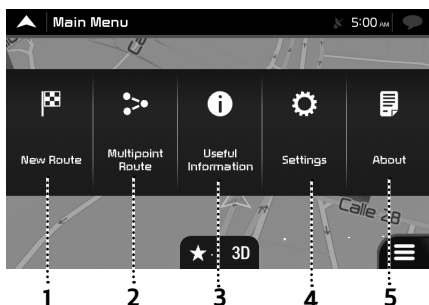 Main Menu
5:00 AM
New Route
Multipoint
Route
Useful
Information
Settings
About
Calle 28
3D
1 2 3 4 5